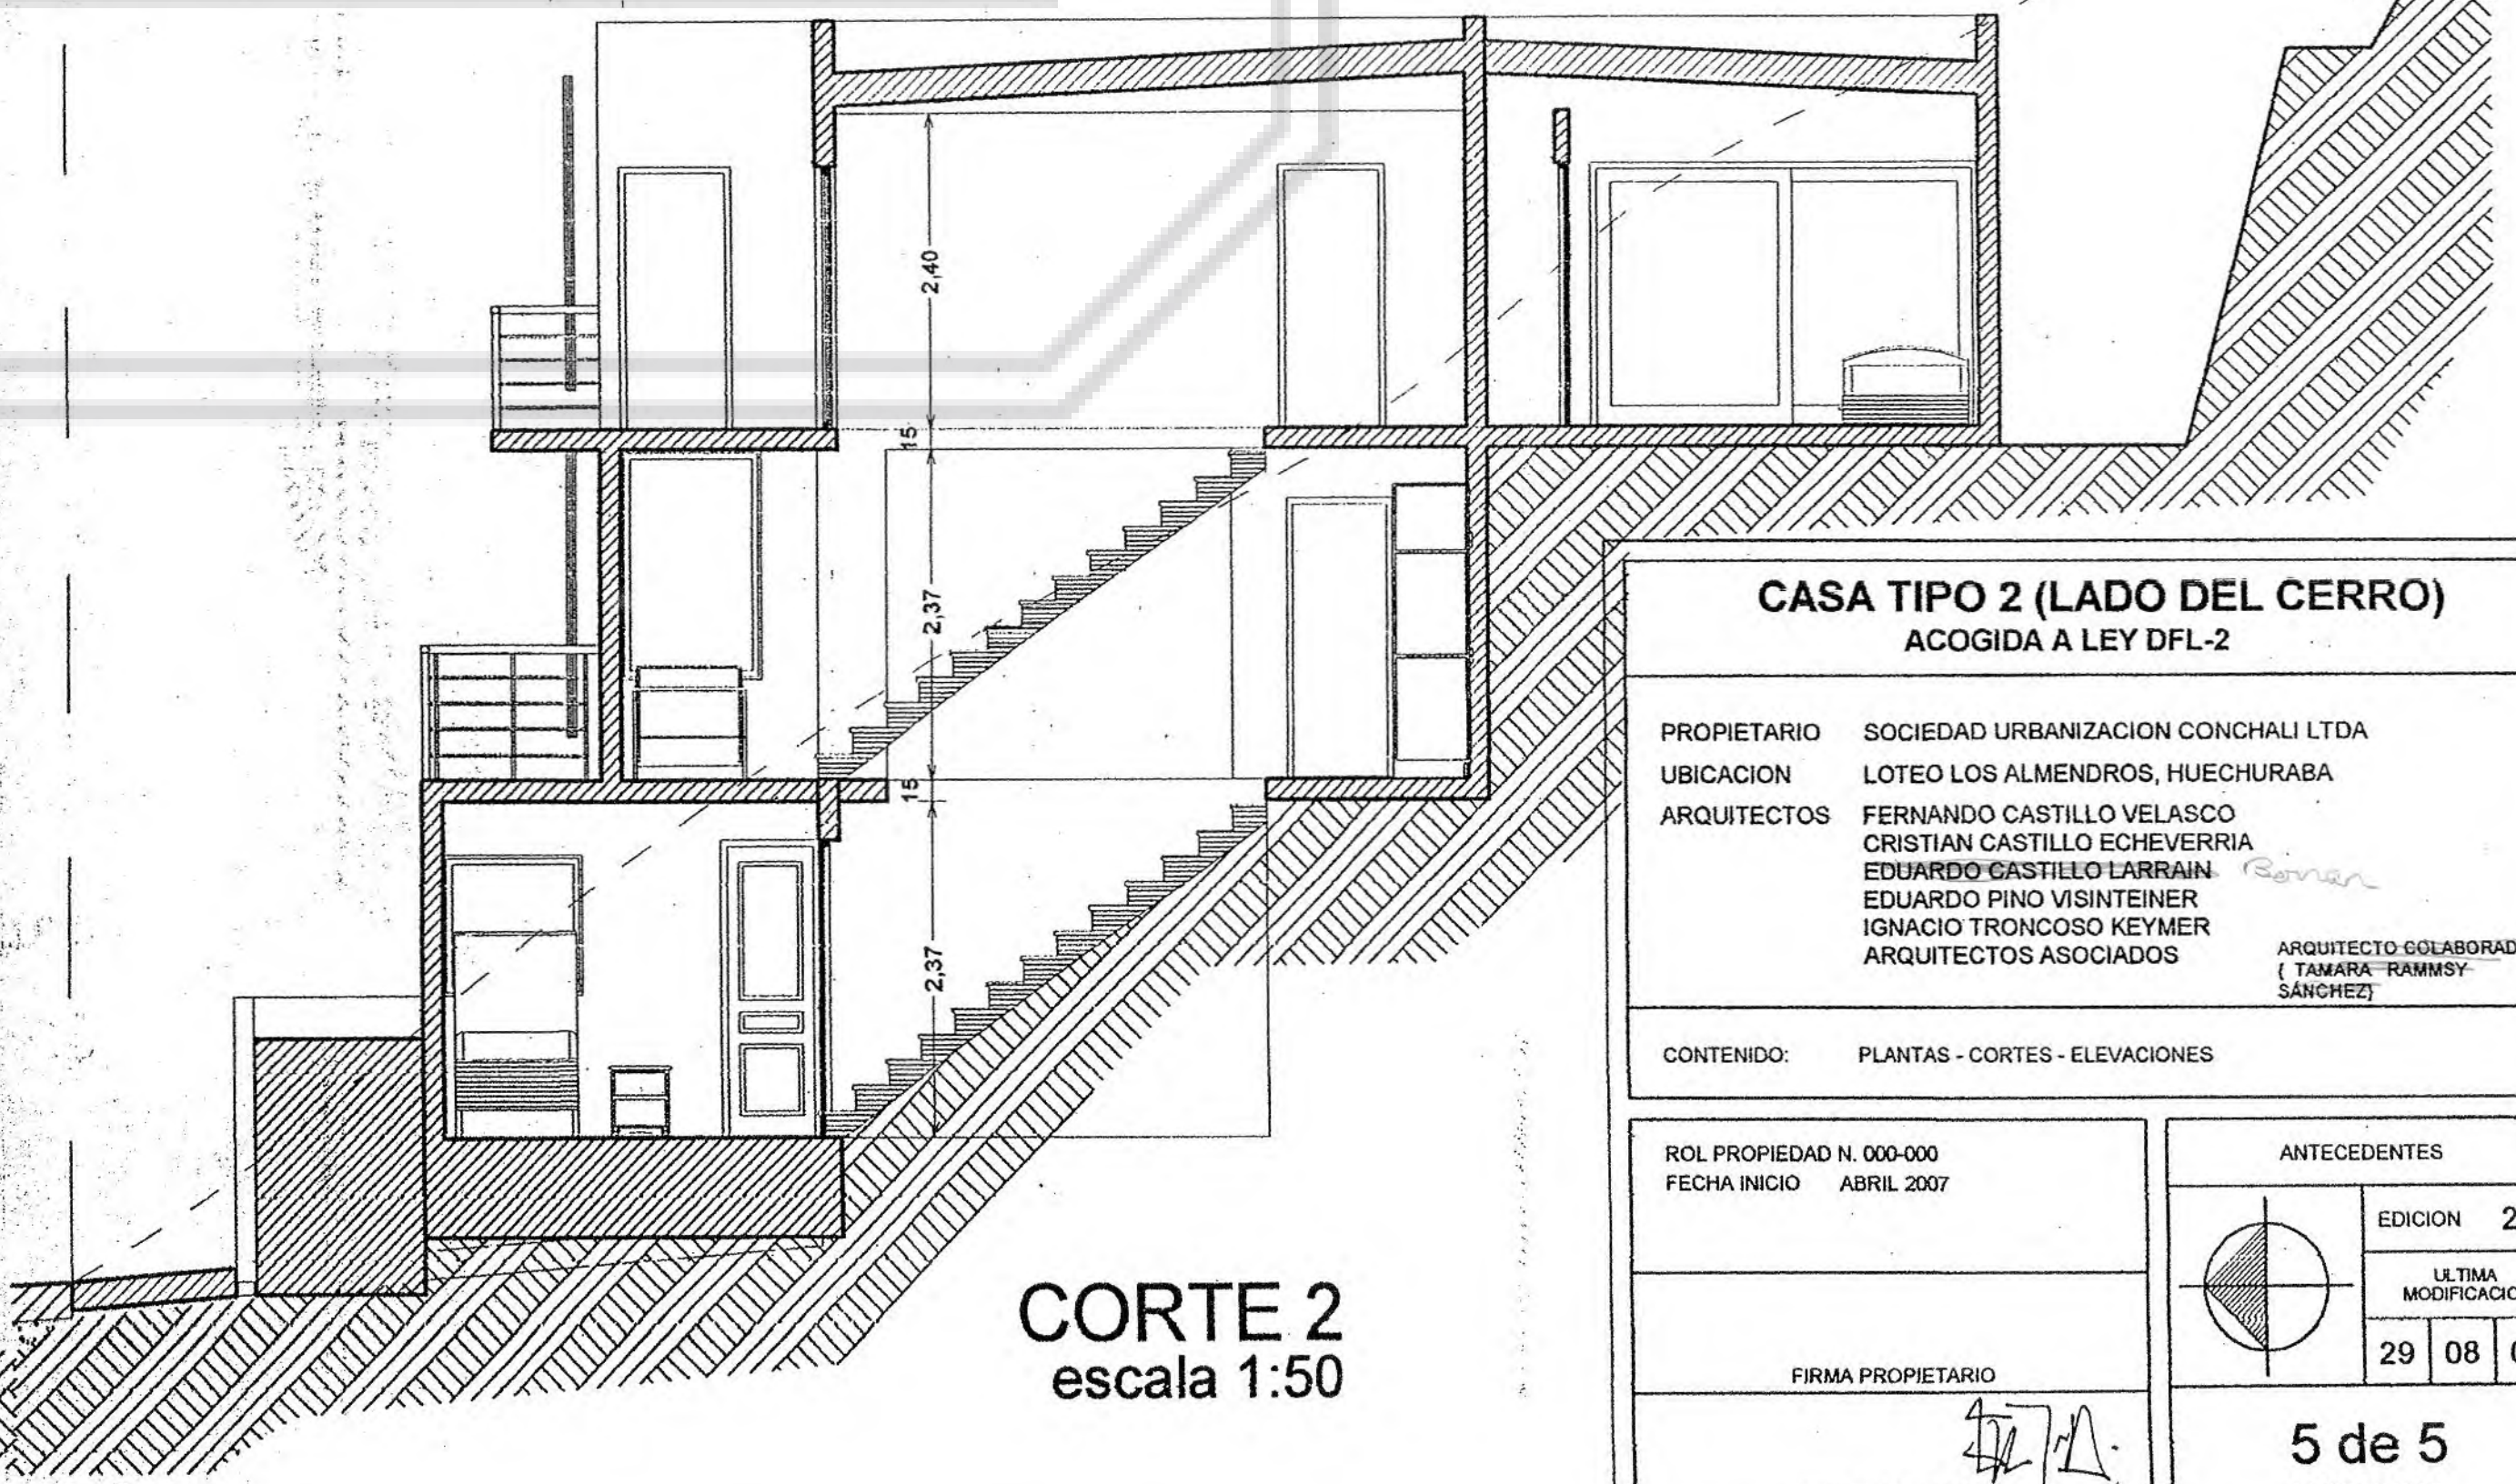 2,40
15
2,37
15
2,37
CORTE 2
escala 1:50
CASA TIPO 2 (LADO DEL CERRO)
ACOGIDA A LEY DFL-2
PROPIETARIO SOCIEDAD URBANIZACION CONCHALI LTDA
UBICACION LOTEO LOS ALMENDROS, HUECHURABA
ARQUITECTOS FERNANDO CASTILLO VELASCO
CRISTIAN CASTILLO ECHEVERRIA
EDUARDO CASTILLO LARRAIN
EDUARDO PINO VISINTEINER
IGNACIO TRONCOSO KEYMER
ARQUITECTOS ASOCIADOS
ARQUITECTO COLABORAD
( TAMARA RAMMSY
SÁNCHEZ)
CONTENIDO: PLANTAS - CORTES - ELEVACIONES
ROL PROPIEDAD N. 000-000
FECHA INICIO ABRIL 2007
FIRMA PROPIETARIO
ANTECEDENTES
EDICION 2
ULTIMA
MODIFICACIO
29 08
5 de 5